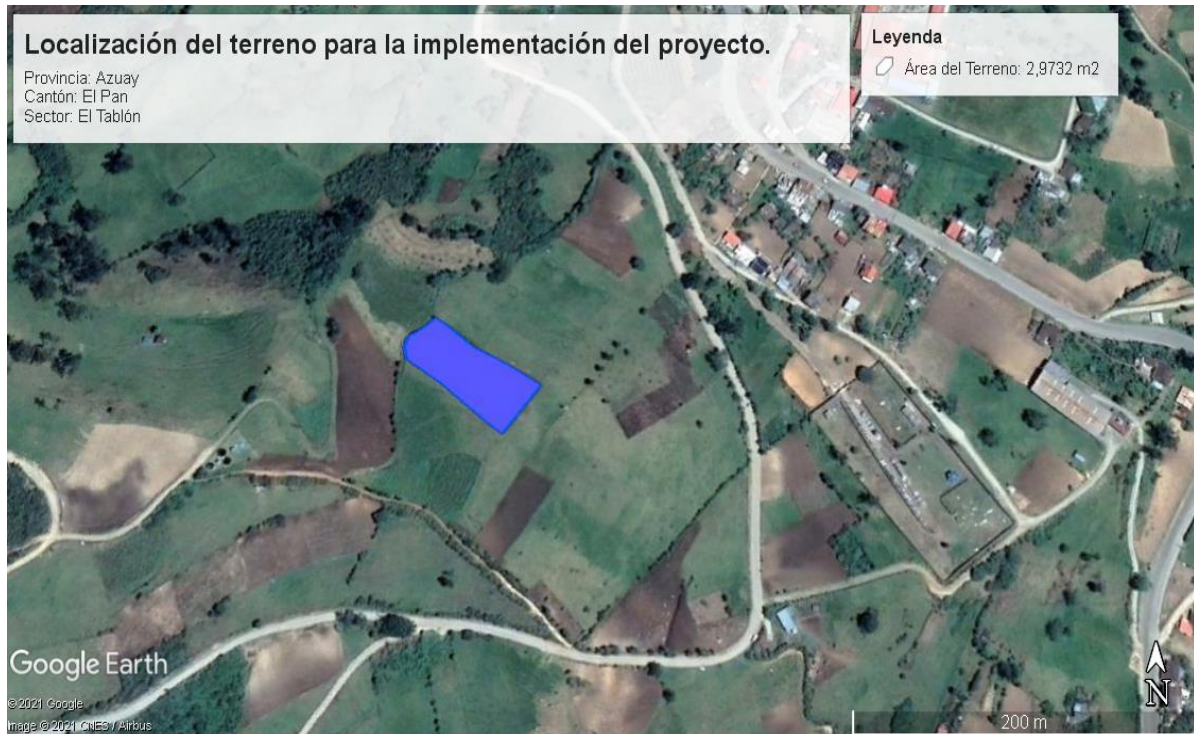 Localización del terreno para la implementación del proyecto.
Provincia: Azuay
Cantón: El Pan
Sector: El Tablón
Leyenda
Área del Terreno: 2,9732 m2
Google Earth
©2021 Google
Image © 2021 CNES / Airbus
200 m
N